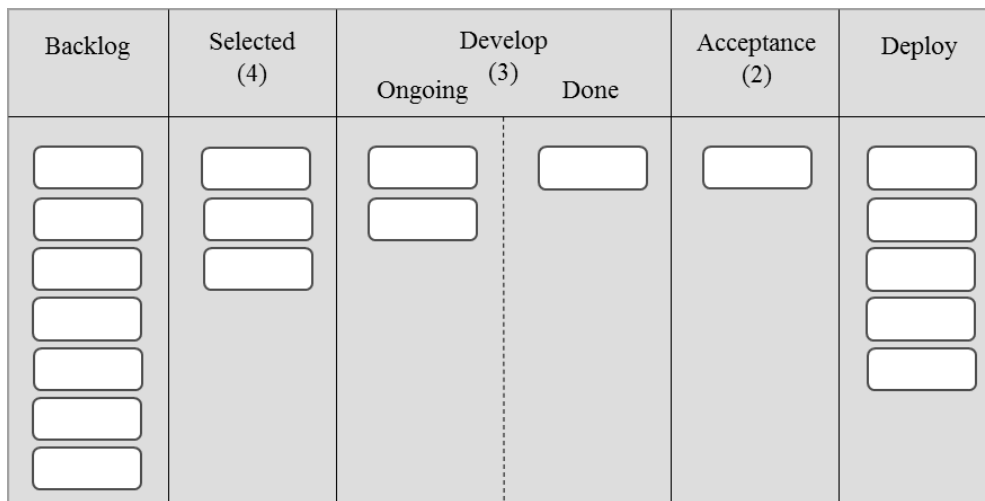 Backlog
Selected
(4)
Develop
(3)
Ongoing
Done
Acceptance
(2)
Deploy